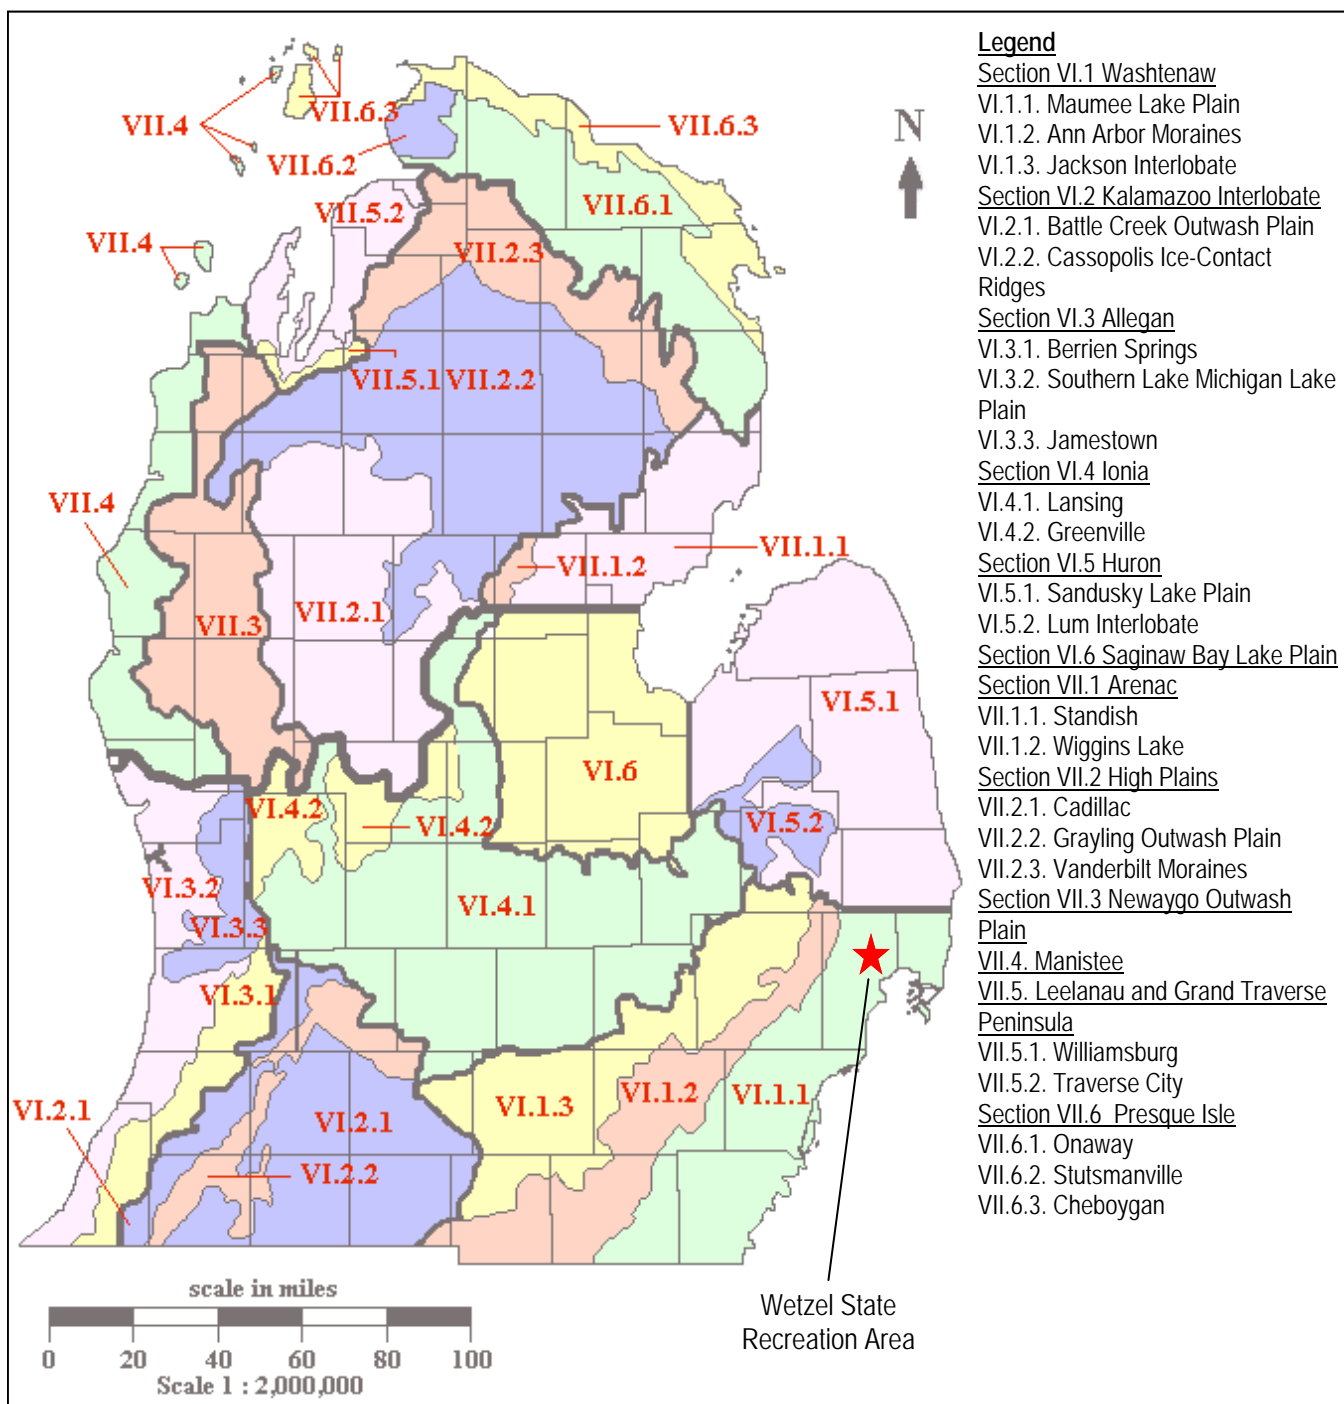 VII.4
VII.6.3
VII.6.3
VII.6.2
N
VII.5.2
VII.6.1
VII.4
VII.2.3
VII.5.1
VII.2.2
VII.4
VII.1.1
VII.1.2
VII.2.1
VII.3
VI.5.1
VI.6
VI.4.2
VI.4.2
VI.5.2
VI.3.2
VI.4.1
VI.3.3
VI.3.1
VI.2.1
VI.1.3
VI.1.2
VI.1.1
VI.2.1
VI.2.2
scale in miles
0 20 40 60 80 100
Scale 1 : 2,000,000
Wetzel State
Recreation Area
Legend
Section VI.1 Washtenaw
VI.1.1. Maumee Lake Plain
VI.1.2. Ann Arbor Moraines
VI.1.3. Jackson Interlobate
Section VI.2 Kalamazoo Interlobate
VI.2.1. Battle Creek Outwash Plain
VI.2.2. Cassopolis Ice-Contact
Ridges
Section VI.3 Allegan
VI.3.1. Berrien Springs
VI.3.2. Southern Lake Michigan Lake
Plain
VI.3.3. Jamestown
Section VI.4 Ionia
VI.4.1. Lansing
VI.4.2. Greenville
Section VI.5 Huron
VI.5.1. Sandusky Lake Plain
VI.5.2. Lum Interlobate
Section VI.6 Saginaw Bay Lake Plain
Section VII.1 Arenac
VII.1.1. Standish
VII.1.2. Wiggins Lake
Section VII.2 High Plains
VII.2.1. Cadillac
VII.2.2. Grayling Outwash Plain
VII.2.3. Vanderbilt Moraines
Section VII.3 Newaygo Outwash
Plain
VII.4. Manistee
VII.5. Leelanau and Grand Traverse
Peninsula
VII.5.1. Williamsburg
VII.5.2. Traverse City
Section VII.6 Presque Isle
VII.6.1. Onaway
VII.6.2. Stutsmanville
VII.6.3. Cheboygan